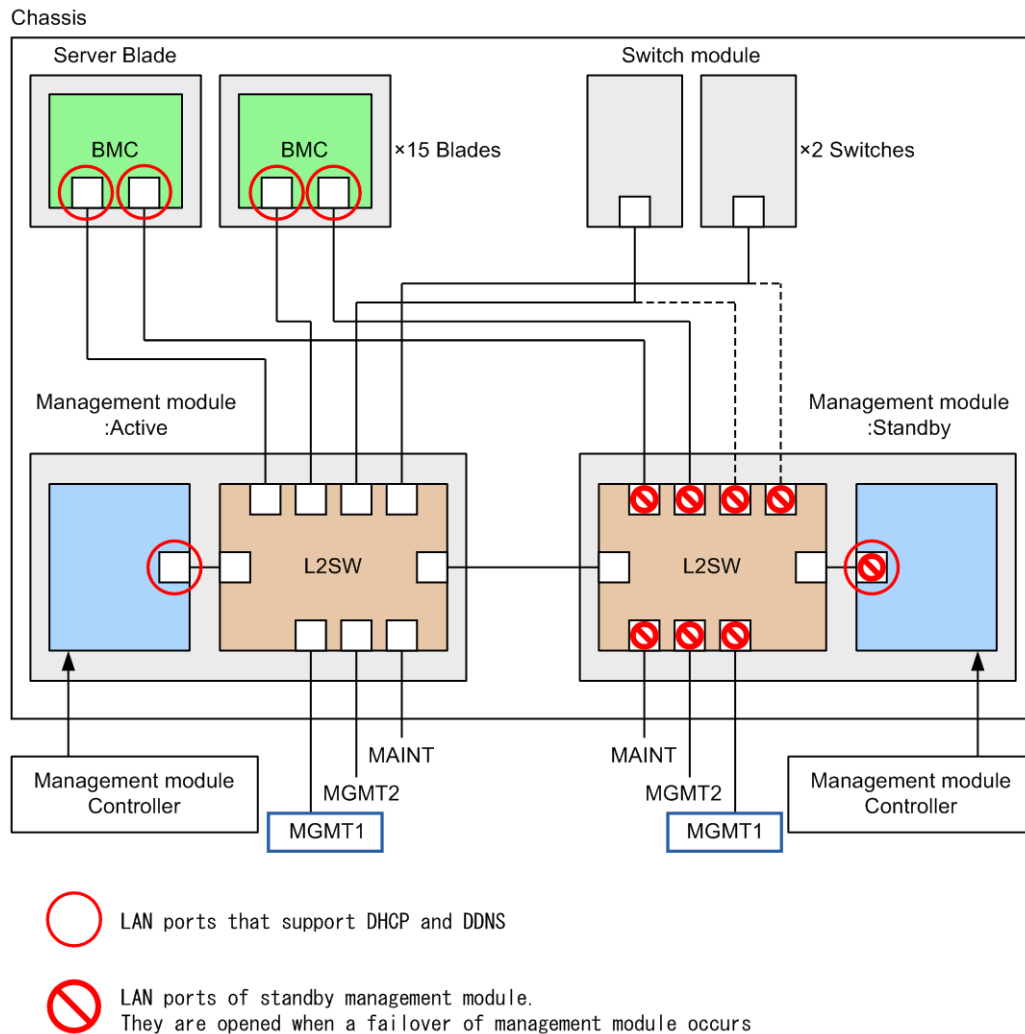 Chassis
Server Blade
Switch module
BMC
BMC
×15 Blades
×2 Switches
Management module
:Active
Management module
:Standby
L2SW
L2SW
MAINT
MAINT
Management module
Controller
MGMT2
MGMT2
Management module
Controller
MGMT1
MGMT1
LAN ports that support DHCP and DDNS
LAN ports of standby management module.
They are opened when a failover of management module occurs